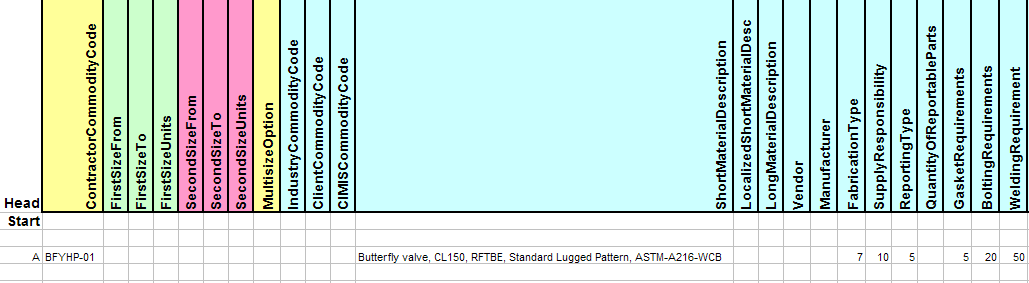 Head ContractorCommodityCode FirstSizeFrom FirstSizeTo FirstSizeUnits SecondSizeFrom SecondSizeTo SecondSizeUnits MultisizeOption IndustryCommodityCode ClientCommodityCode CIMISCommodityCode ShortMaterialDescription LocalizedShortMaterialDesc LongMaterialDescription Vendor Manufacturer FabricationType SupplyResponsibility ReportingType QuantityOfReportableParts GasketRequirements BoltingRequirements WeldingRequirement
Start
A BFYHP-01 Butterfly valve, CL150, RFTBE, Standard Lugged Pattern, ASTM-A216-WCB 7 10 5 5 20 50